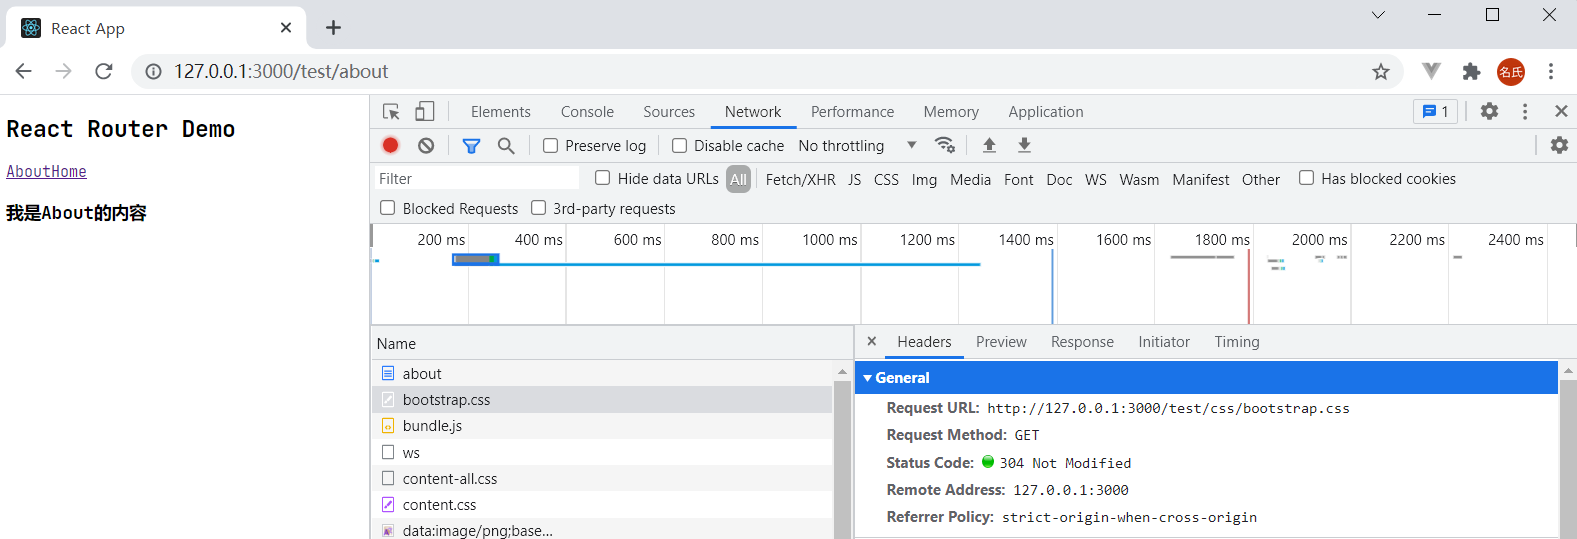 React App
127.0.0.1:3000/test/about
名氏
React Router Demo
AboutHome
我是About的内容
Elements Console Sources Network Performance Memory Application 1
Preserve log Disable cache No throttling
Filter Hide data URLs All Fetch/XHR JS CSS Img Media Font Doc WS Wasm Manifest Other Has blocked cookies
Blocked Requests 3rd-party requests
200 ms 400 ms 600 ms 800 ms 1000 ms 1200 ms 1400 ms 1600 ms 1800 ms 2000 ms 2200 ms 2400 ms
Name
about
bootstrap.css
bundle.js
ws
content-all.css
content.css
data:image/png;base...
Headers Preview Response Initiator Timing
General
Request URL: http://127.0.0.1:3000/test/css/bootstrap.css
Request Method: GET
Status Code: 304 Not Modified
Remote Address: 127.0.0.1:3000
Referrer Policy: strict-origin-when-cross-origin